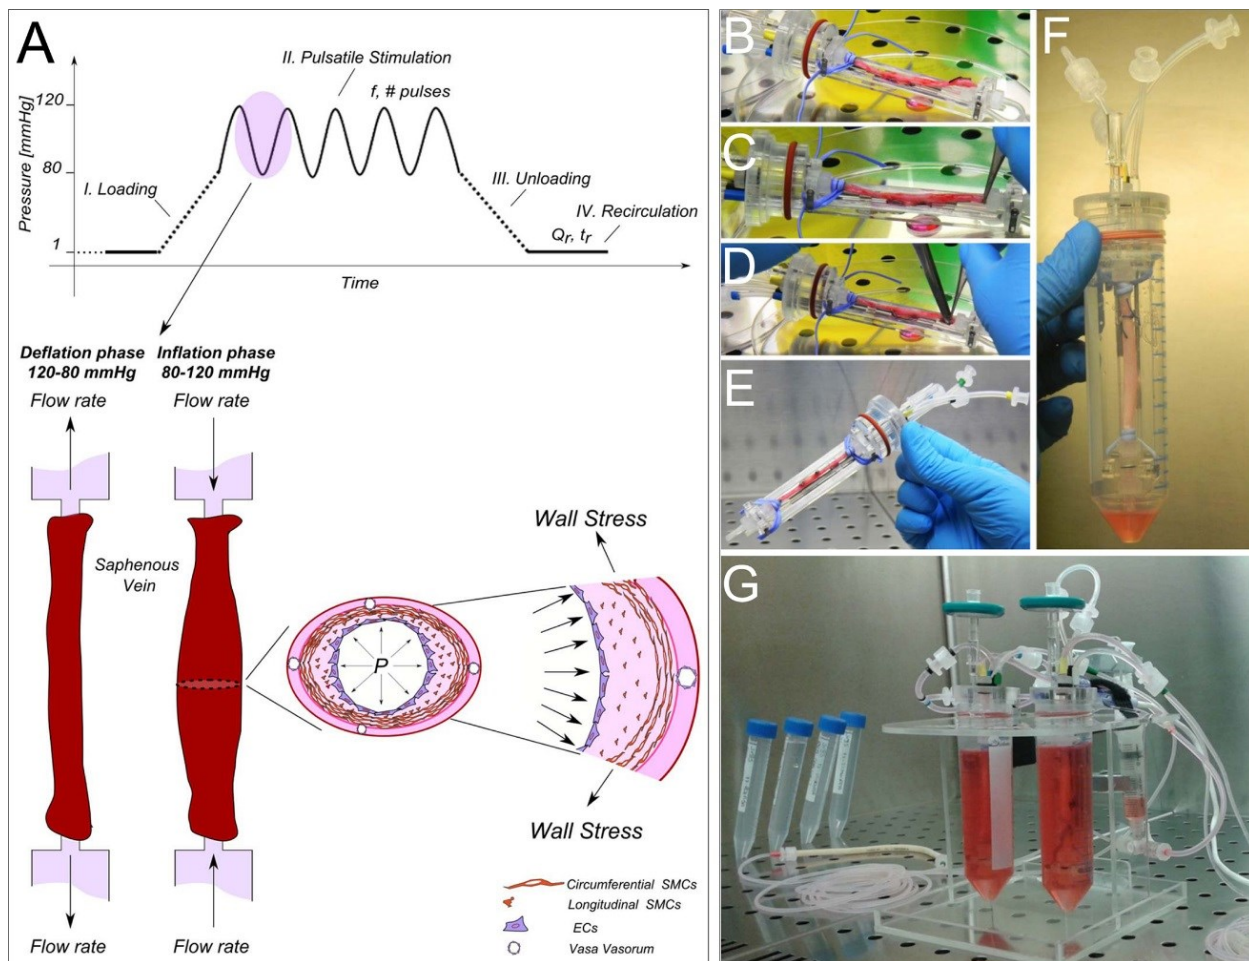 A
II. Pulsatile Stimulation
f, # pulses
Pressure [mmHg]
120
80
1
I. Loading
III. Unloading
IV. Recirculation
Qr, tr
Time
Deflation phase
120-80 mmHg
Inflation phase
80-120 mmHg
Flow rate
Flow rate
Saphenous
Vein
P
Wall Stress
Wall Stress
Flow rate
Flow rate
Circumferential SMCs
Longitudinal SMCs
ECs
Vasa Vasorum
B
C
D
E
F
G